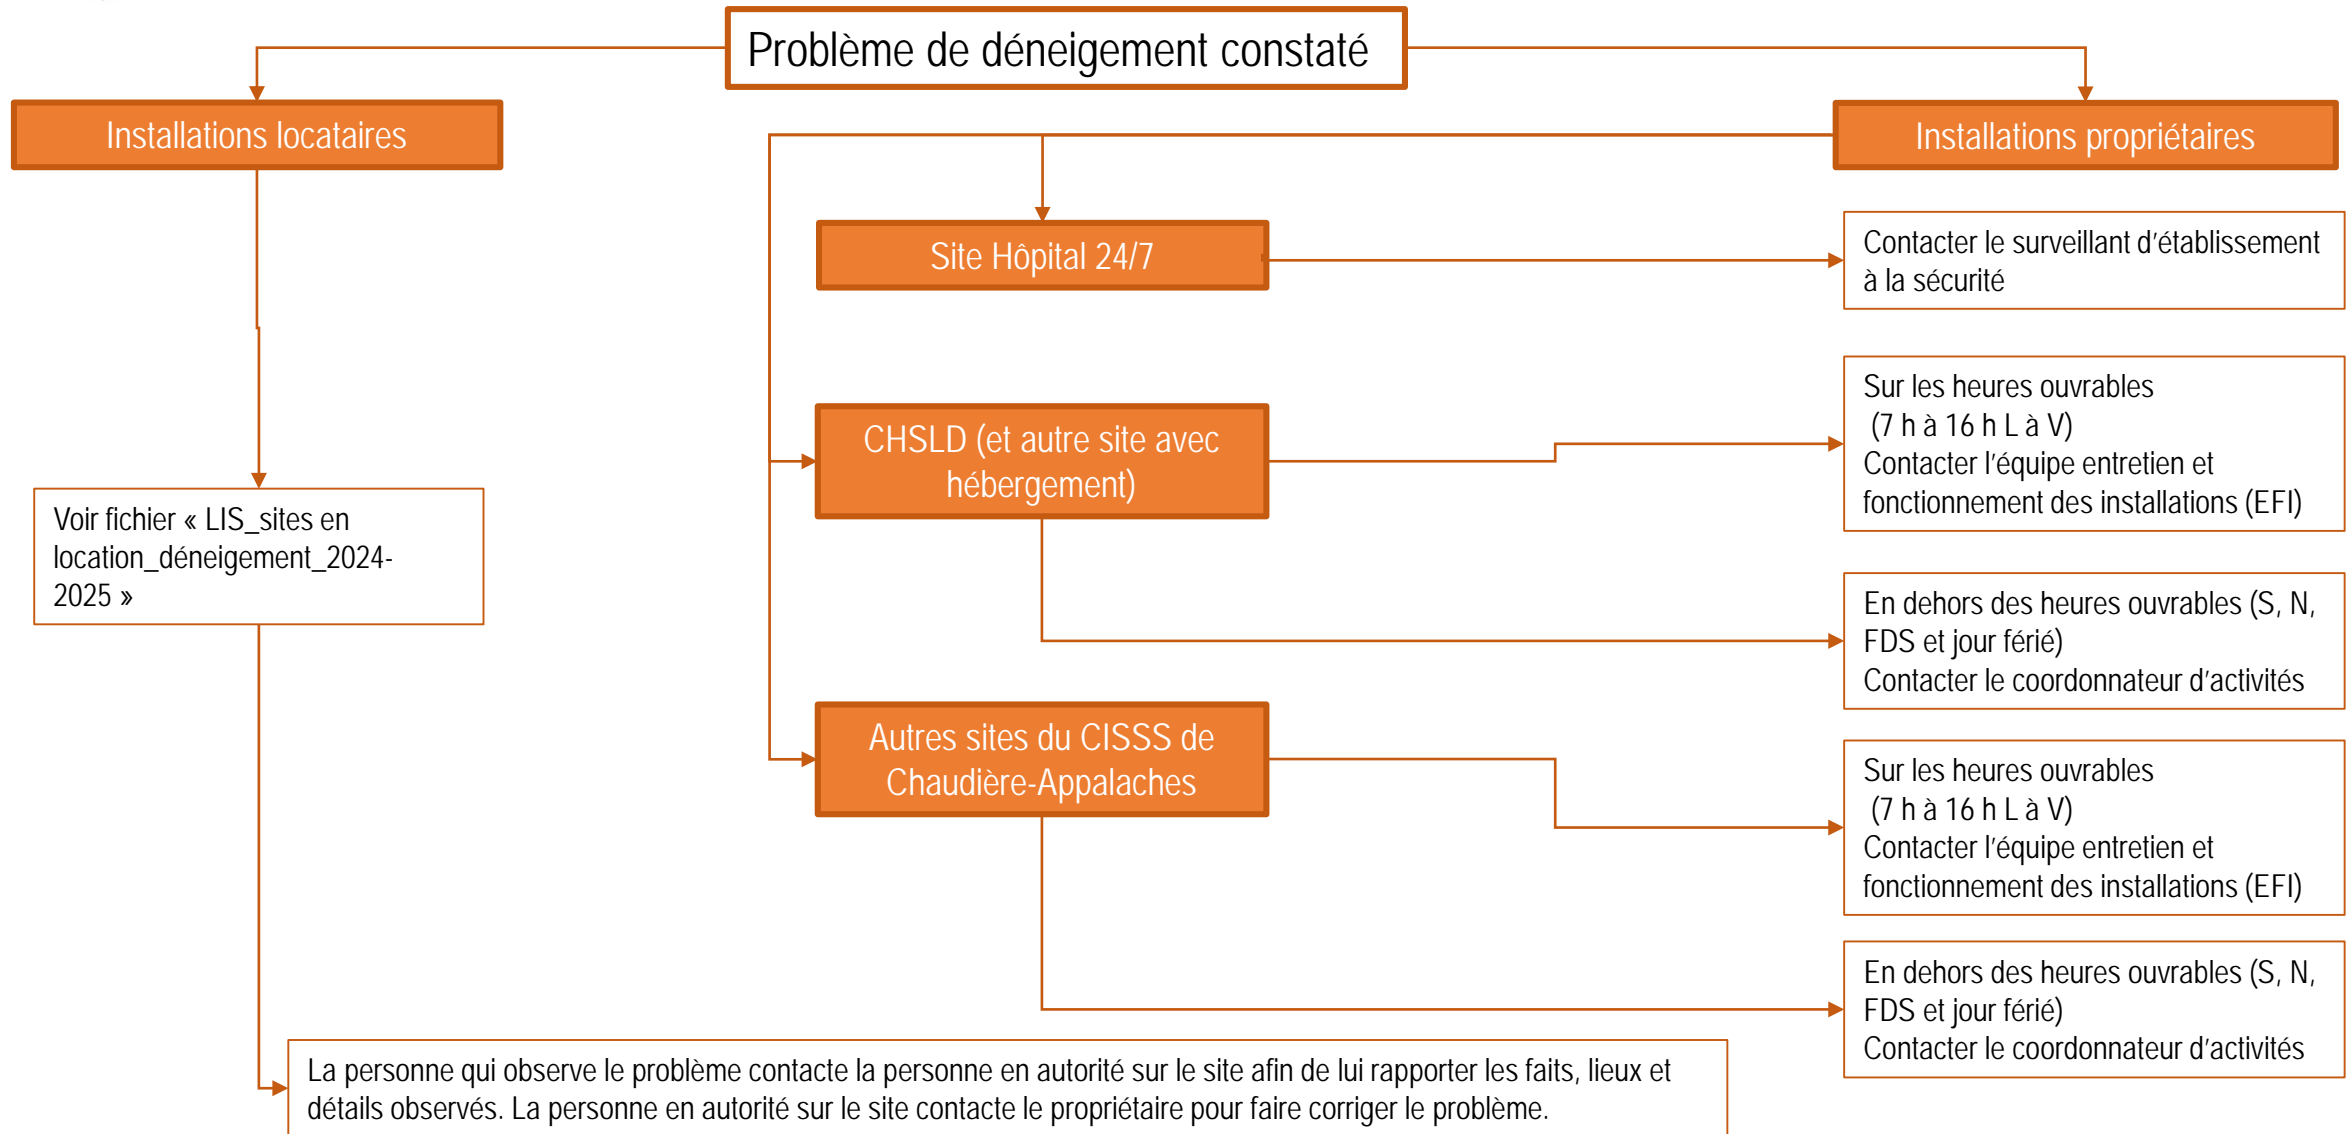 Problème de déneigement constaté
Installations locataires
Installations propriétaires
Site Hôpital 24/7
Contacter le surveillant d'établissement
à la sécurité
CHSLD (et autre site avec
hébergement)
Sur les heures ouvrables
(7 h à 16 h L à V)
Contacter l'équipe entretien et
fonctionnement des installations (EFI)
Voir fichier « LIS_sites en
location_déneigement_2024-
2025 »
En dehors des heures ouvrables (S, N,
FDS et jour férié)
Contacter le coordonnateur d'activités
Autres sites du CISSS de
Chaudière-Appalaches
Sur les heures ouvrables
(7 h à 16 h L à V)
Contacter l'équipe entretien et
fonctionnement des installations (EFI)
En dehors des heures ouvrables (S, N,
FDS et jour férié)
Contacter le coordonnateur d'activités
La personne qui observe le problème contacte la personne en autorité sur le site afin de lui rapporter les faits, lieux et
détails observés. La personne en autorité sur le site contacte le propriétaire pour faire corriger le problème.